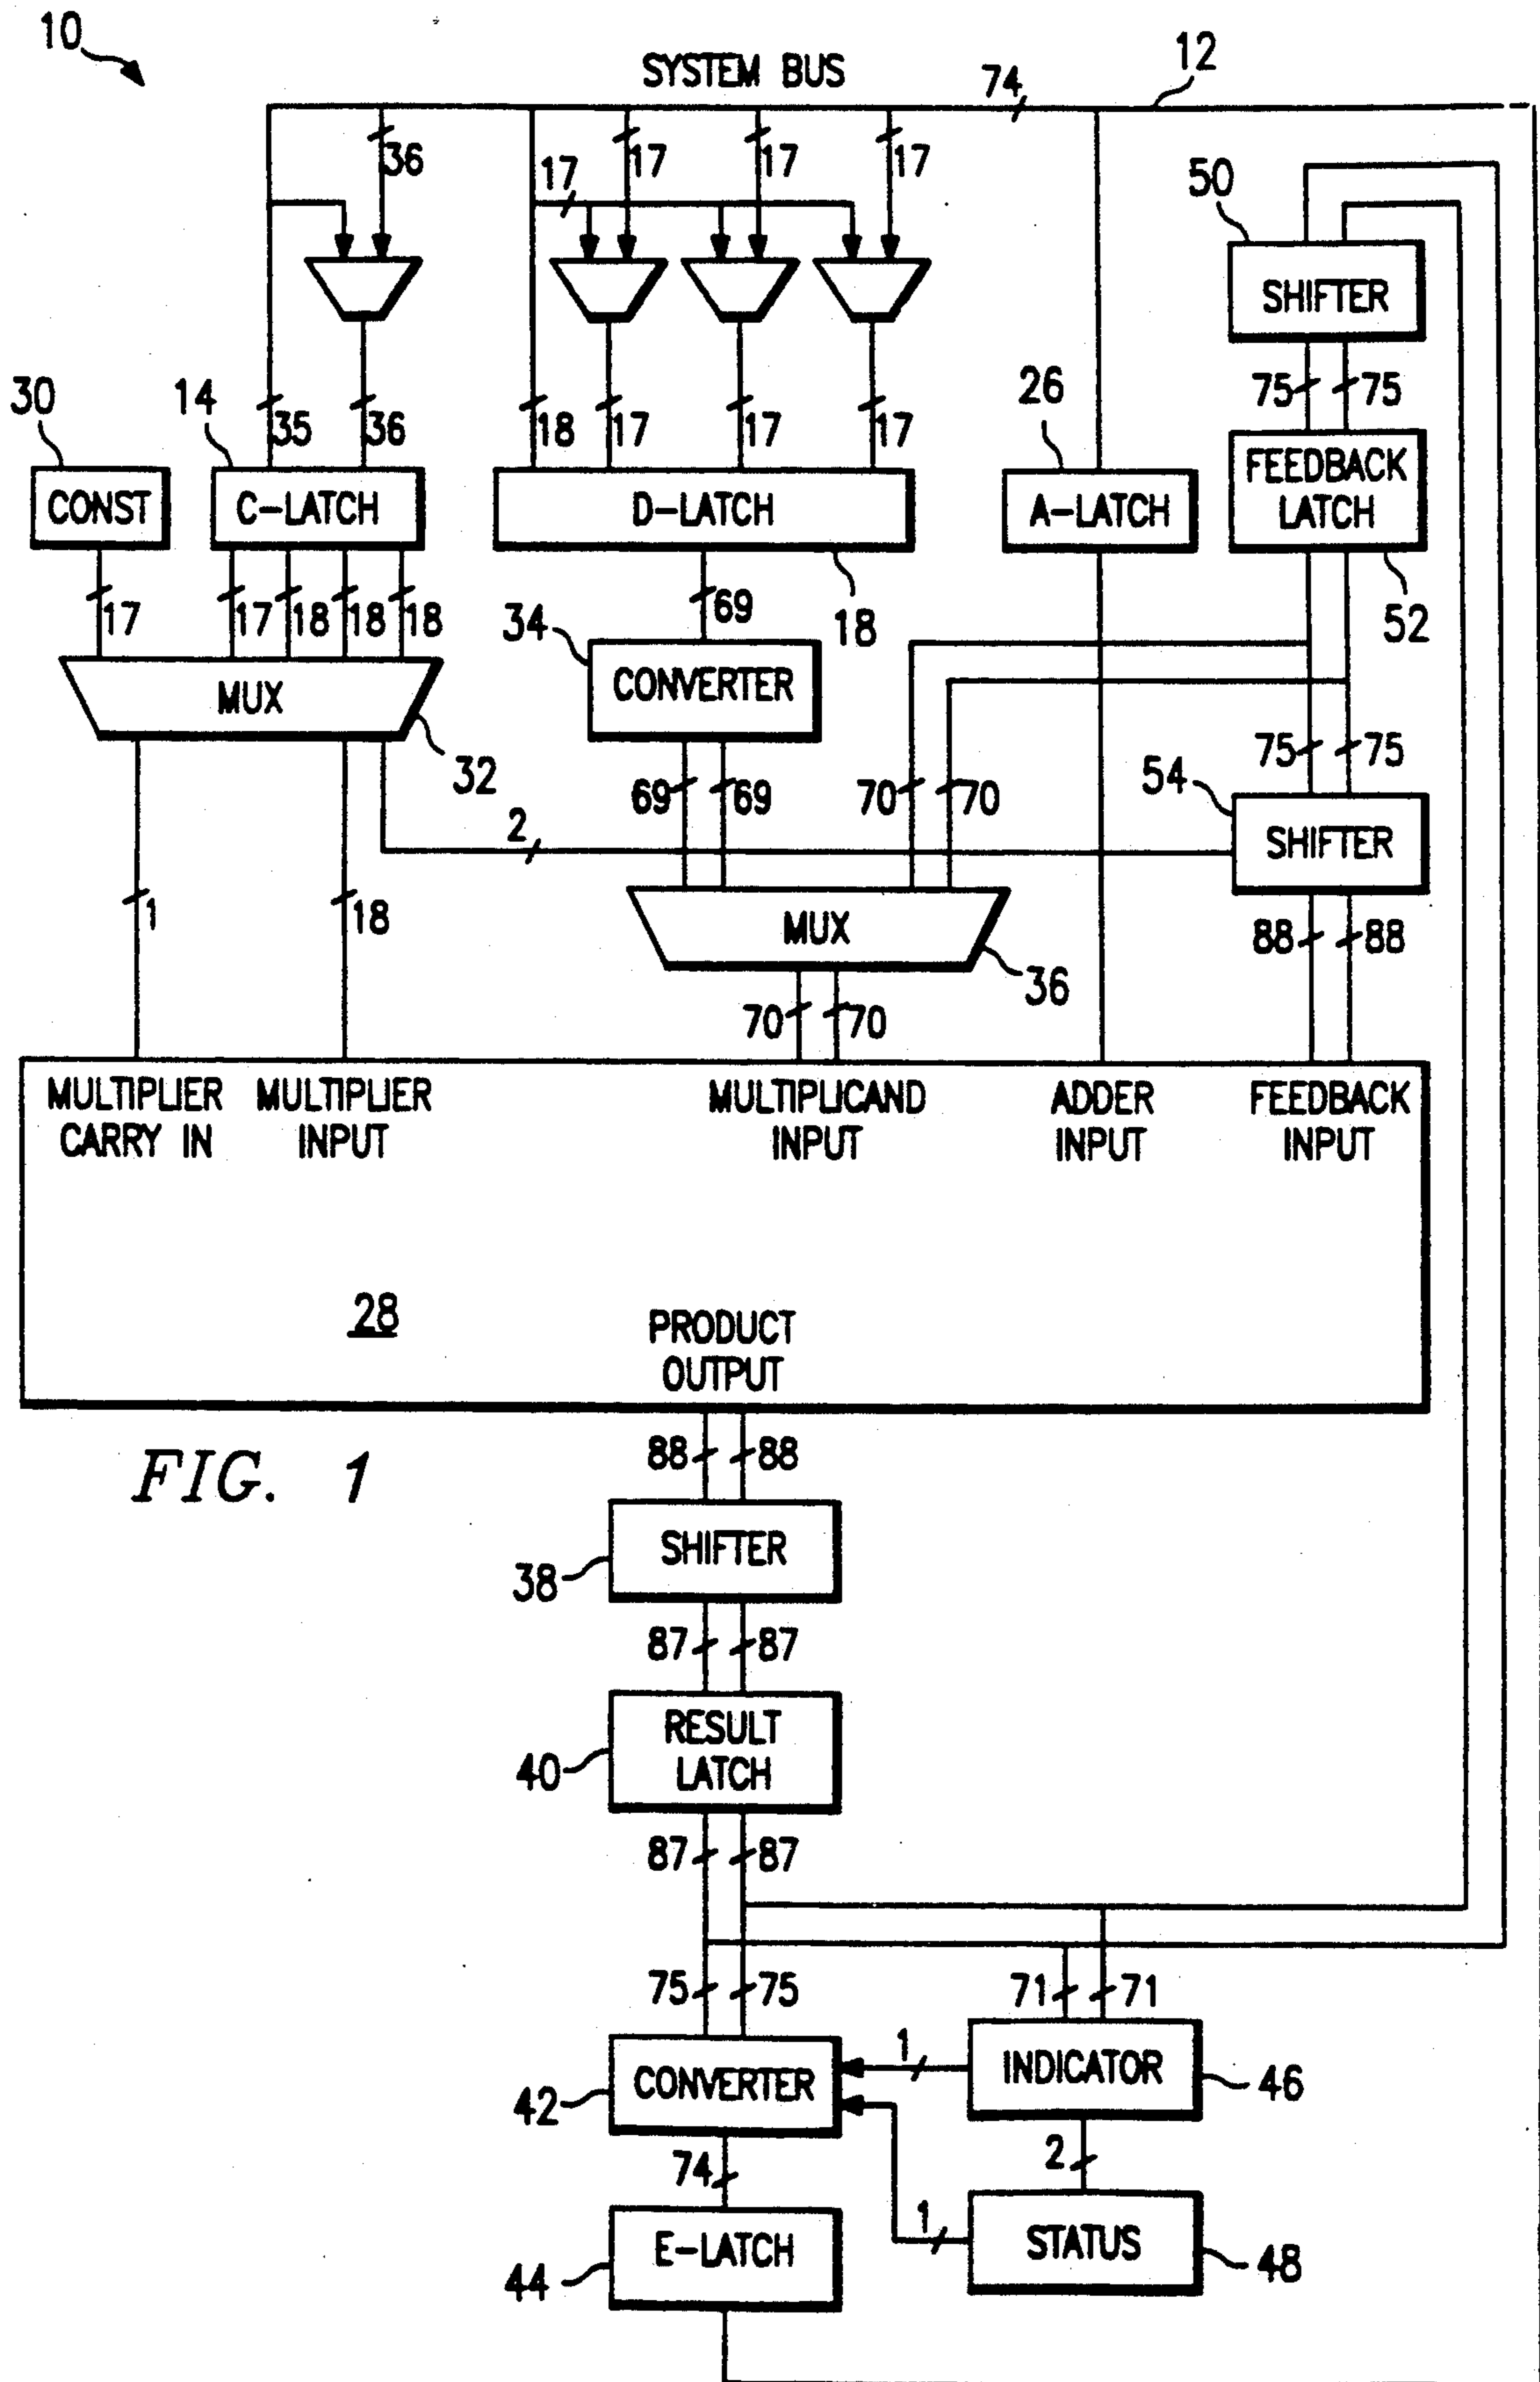 10
SYSTEM BUS
74
12
36
17
17
17
17
50
SHIFTER
75
75
30
14
35
36
18
17
17
17
26
CONST
C-LATCH
D-LATCH
A-LATCH
FEEDBACK
LATCH
17
17
18
18
18
69
18
52
34
MUX
CONVERTER
32
69
69
70
70
75
75
54
2
SHIFTER
1
18
MUX
36
88
88
70
70
MULTIPLIER
CARRY IN
MULTIPLIER
INPUT
MULTIPLICAND
INPUT
ADDER
INPUT
FEEDBACK
INPUT
28
PRODUCT
OUTPUT
FIG. 1
88
88
SHIFTER
38
87
87
RESULT
LATCH
40
87
87
75
75
71
71
CONVERTER
42
1
INDICATOR
46
74
2
E-LATCH
44
1
STATUS
48